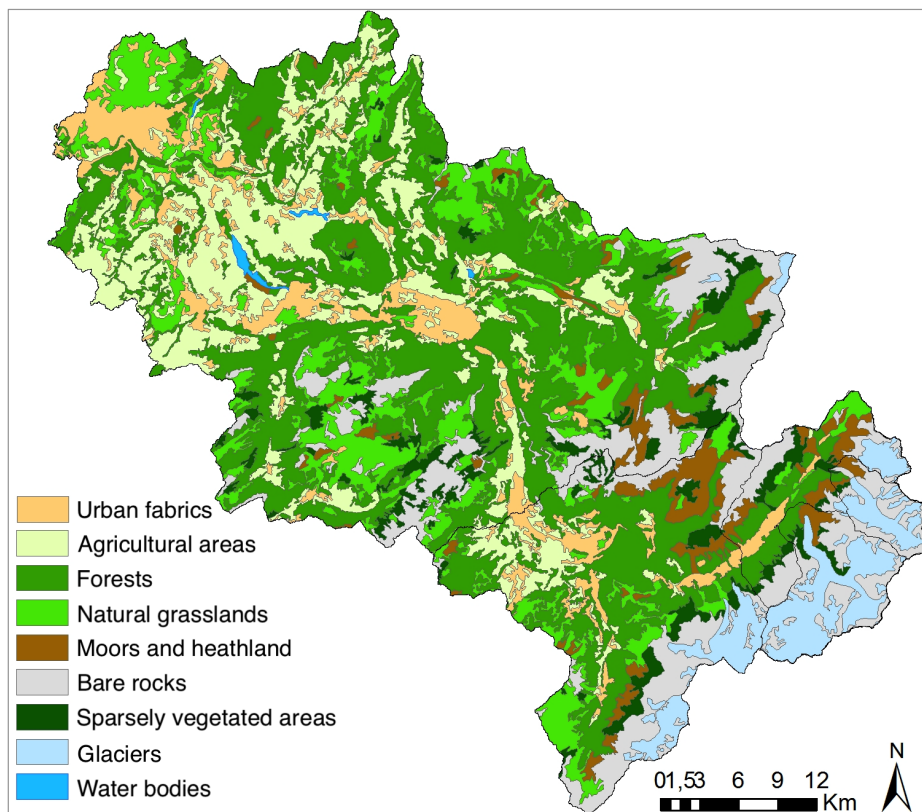 Urban fabrics
Agricultural areas
Forests
Natural grasslands
Moors and heathland
Bare rocks
Sparsely vegetated areas
Glaciers
Water bodies
N
01,53 6 9 12
Km